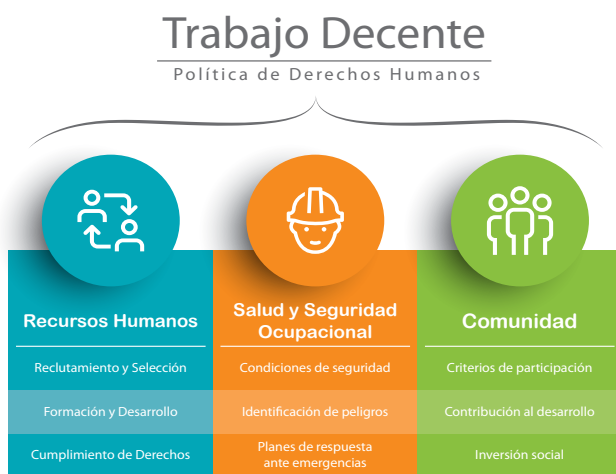 Trabajo Decente
Política de Derechos Humanos
Recursos Humanos
Reclutamiento y Selección
Formación y Desarrollo
Cumplimiento de Derechos
Salud y Seguridad
Ocupacional
Condiciones de seguridad
Identificación de peligros
Planes de respuesta
ante emergencias
Comunidad
Criterios de participación
Contribución al desarrollo
Inversión social